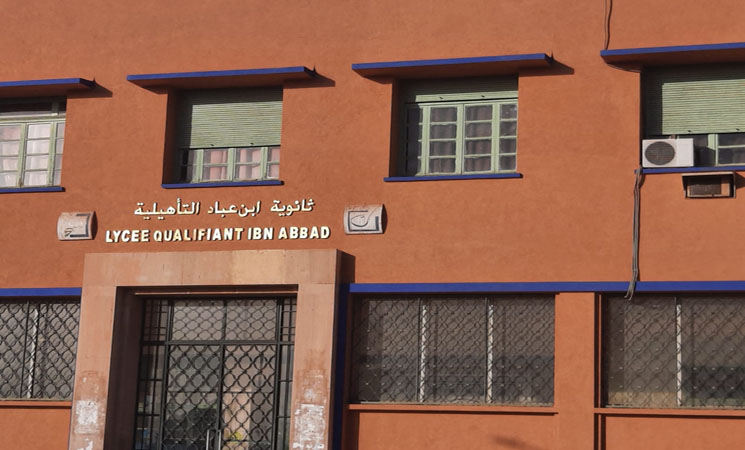 ثانوية ابن عباد التأهيلية
LYCEE QUALIFIANT IBN ABBAD